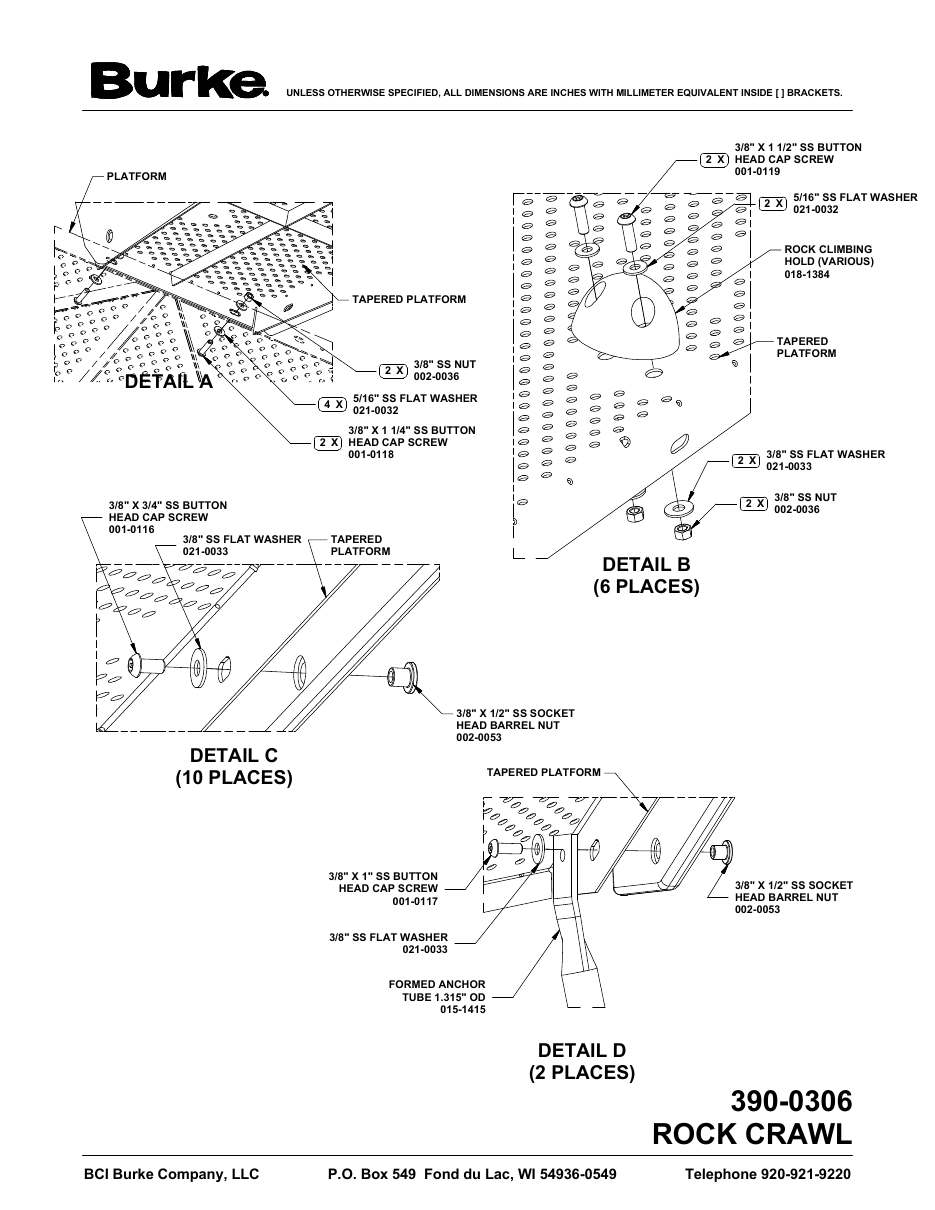 Burke®
UNLESS OTHERWISE SPECIFIED, ALL DIMENSIONS ARE INCHES WITH MILLIMETER EQUIVALENT INSIDE [ ] BRACKETS.
PLATFORM
TAPERED PLATFORM
2 X
3/8" SS NUT
002-0036
4 X
5/16" SS FLAT WASHER
021-0032
2 X
3/8" X 1 1/4" SS BUTTON
HEAD CAP SCREW
001-0118
DETAIL A
2 X
3/8" X 1 1/2" SS BUTTON
HEAD CAP SCREW
001-0119
2 X
5/16" SS FLAT WASHER
021-0032
ROCK CLIMBING
HOLD (VARIOUS)
018-1384
TAPERED
PLATFORM
2 X
3/8" SS FLAT WASHER
021-0033
2 X
3/8" SS NUT
002-0036
DETAIL B
(6 PLACES)
3/8" X 3/4" SS BUTTON
HEAD CAP SCREW
001-0116
3/8" SS FLAT WASHER
021-0033
TAPERED
PLATFORM
3/8" X 1/2" SS SOCKET
HEAD BARREL NUT
002-0053
DETAIL C
(10 PLACES)
TAPERED PLATFORM
3/8" X 1" SS BUTTON
HEAD CAP SCREW
001-0117
3/8" X 1/2" SS SOCKET
HEAD BARREL NUT
002-0053
3/8" SS FLAT WASHER
021-0033
FORMED ANCHOR
TUBE 1.315" OD
015-1415
DETAIL D
(2 PLACES)
390-0306
ROCK CRAWL
BCI Burke Company, LLC
P.O. Box 549 Fond du Lac, WI 54936-0549
Telephone 920-921-9220